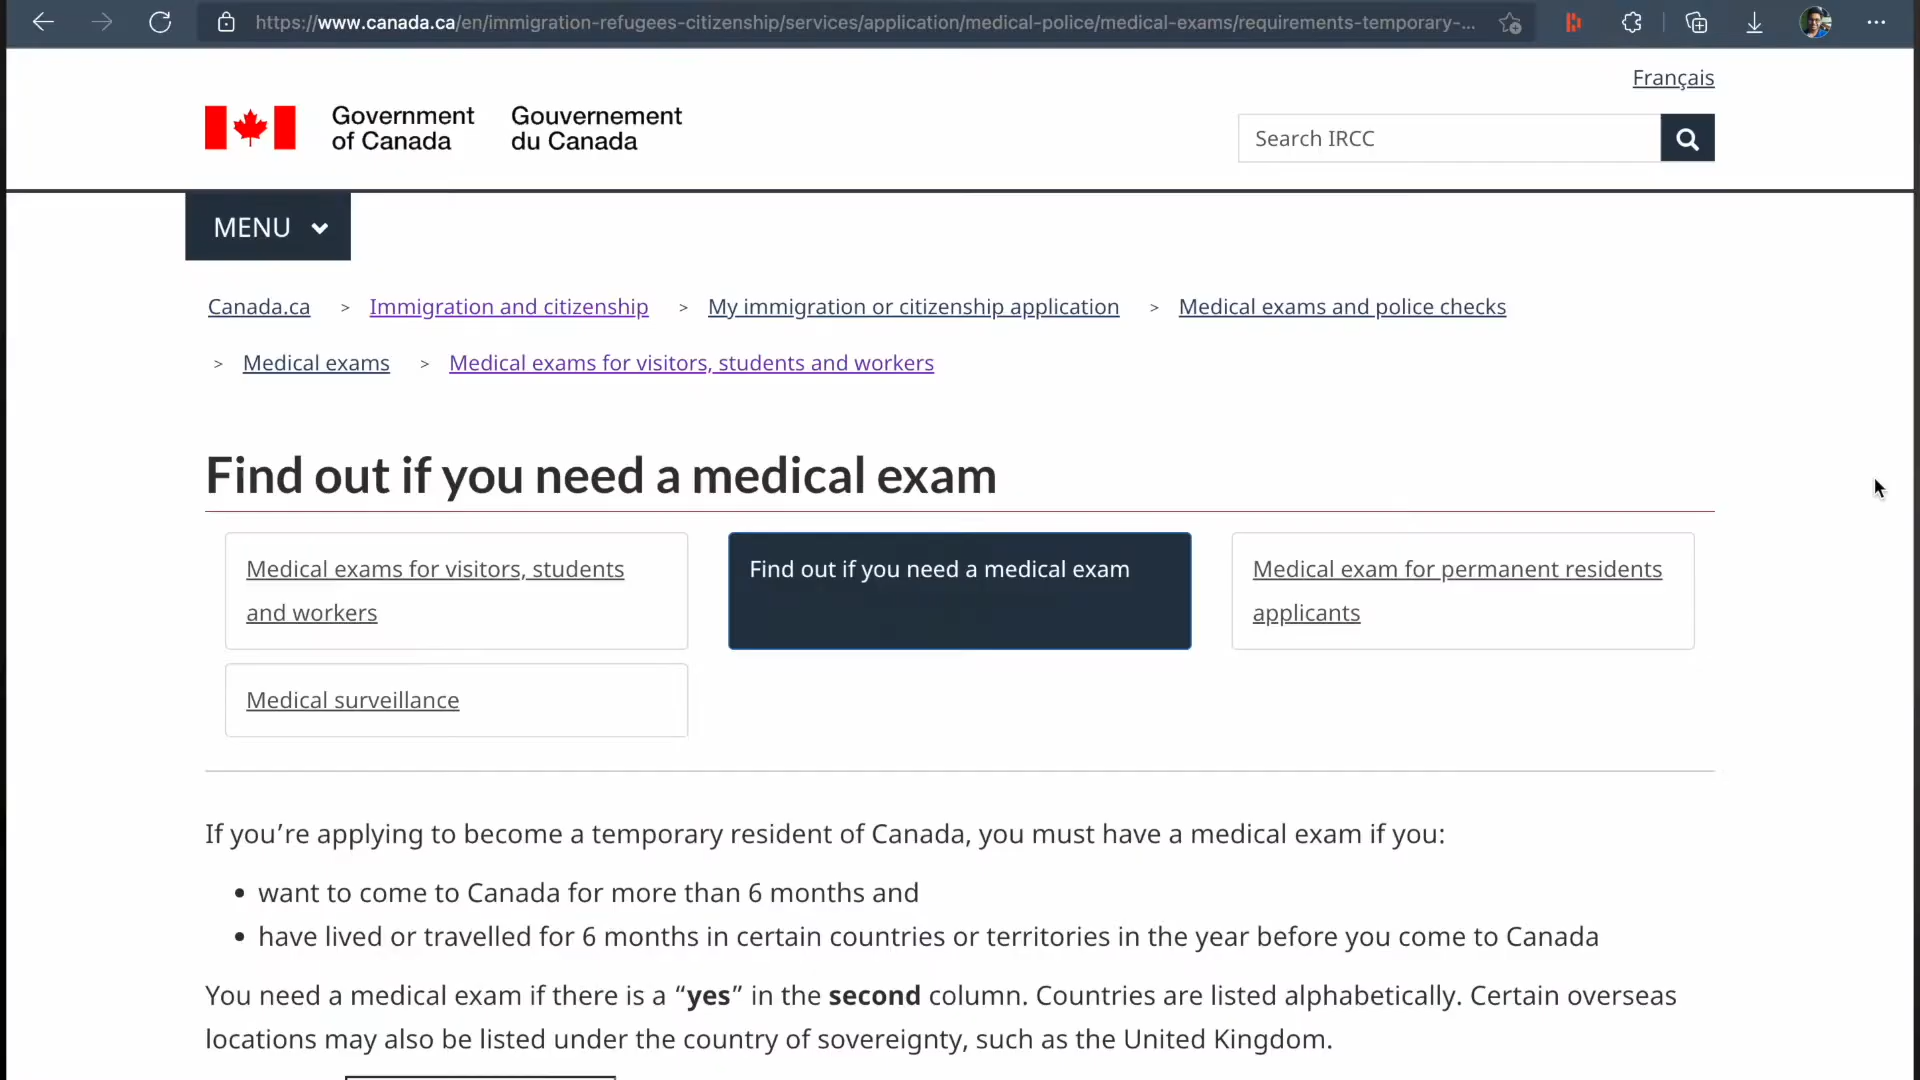 https://www.canada.ca/en/immigration-refugees-citizenship/services/application/medical-police/medical-exams/requirements-temporary-...
Français
Government of Canada
Gouvernement du Canada
Search IRCC
MENU
Canada.ca > Immigration and citizenship > My immigration or citizenship application > Medical exams and police checks
> Medical exams > Medical exams for visitors, students and workers
Find out if you need a medical exam
Medical exams for visitors, students
and workers
Find out if you need a medical exam
Medical exam for permanent residents
applicants
Medical surveillance
If you’re applying to become a temporary resident of Canada, you must have a medical exam if you:
• want to come to Canada for more than 6 months and
• have lived or travelled for 6 months in certain countries or territories in the year before you come to Canada
You need a medical exam if there is a “yes” in the second column. Countries are listed alphabetically. Certain overseas
locations may also be listed under the country of sovereignty, such as the United Kingdom.